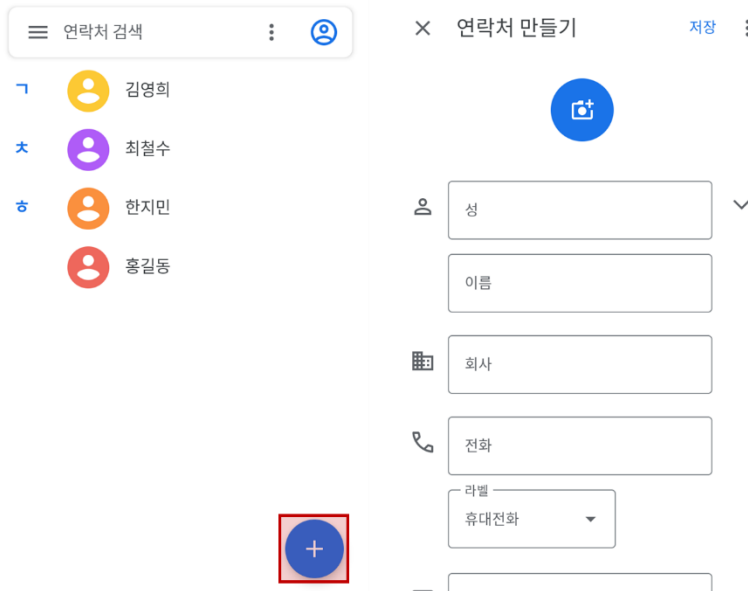 연락처 검색
ㄱ
김영희
ㅊ
최철수
ㅎ
한지민
홍길동
연락처 만들기
저장
성
이름
회사
전화
라벨
휴대전화